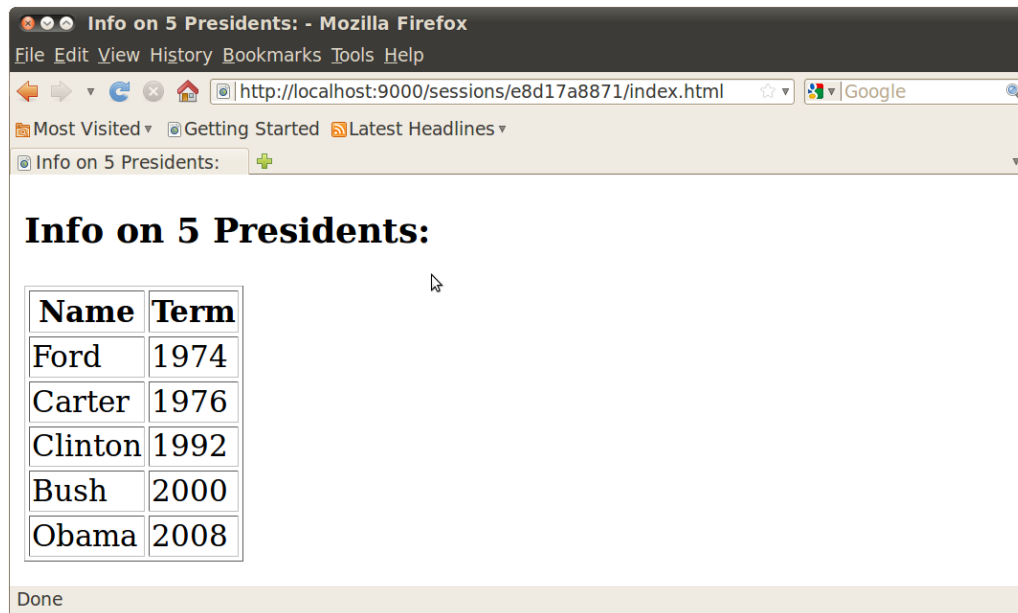 Info on 5 Presidents: - Mozilla Firefox
File Edit View History Bookmarks Tools Help
http://localhost:9000/sessions/e8d17a8871/index.html Google
Most Visited Getting Started Latest Headlines
Info on 5 Presidents:
Info on 5 Presidents:
Name Term
Ford 1974
Carter 1976
Clinton 1992
Bush 2000
Obama 2008
Done